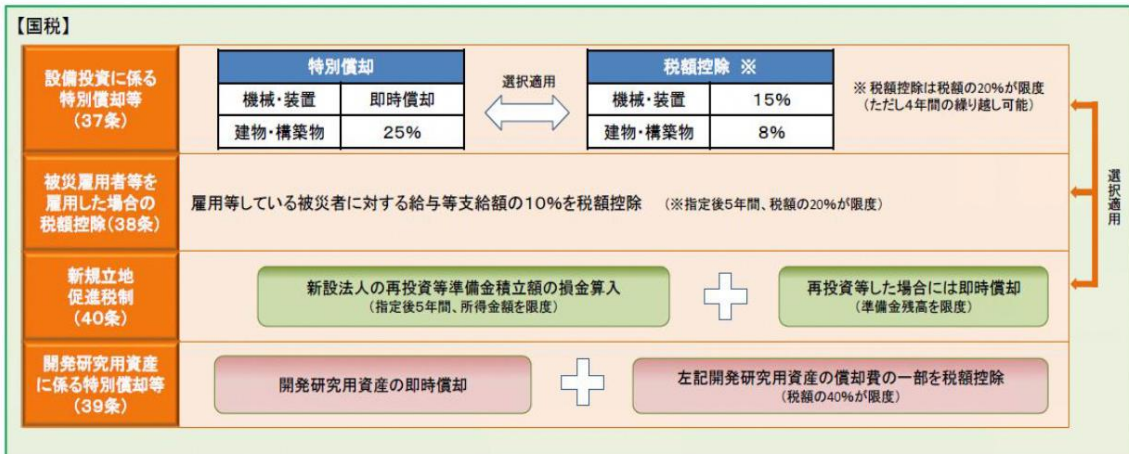 【国税】
設備投資に係る
特別償却等
(37条)
特別償却
機械・装置 即時償却
建物・構築物 25%
選択適用
税額控除 ※
機械・装置 15%
建物・構築物 8%
※ 税額控除は税額の20%が限度
(ただし4年間の繰り越し可能)
被災雇用者等を
雇用した場合の
税額控除(38条)
雇用等している被災者に対する給与等支給額の10%を税額控除 (※指定後5年間、税額の20%が限度)
選択適用
新規立地
促進税制
(40条)
新設法人の再投資等準備金積立額の損金算入
(指定後5年間、所得金額を限度)
再投資等した場合には即時償却
(準備金残高を限度)
開発研究用資産
に係る特別償却等
(39条)
開発研究用資産の即時償却
左記開発研究用資産の償却費の一部を税額控除
(税額の40%が限度)